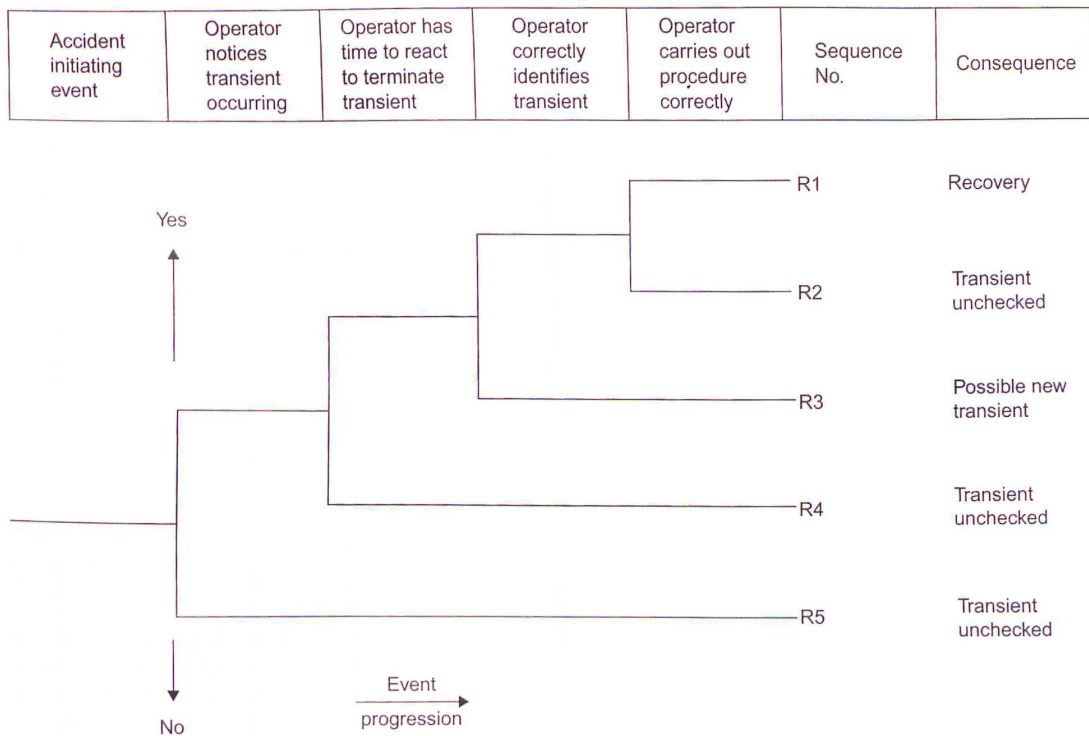 Accident
initiating
event
Operator
notices
transient
occurring
Operator has
time to react
to terminate
transient
Operator
correctly
identifies
transient
Operator
carries out
procedure
correctly
Sequence
No.
Consequence
Yes
R1
Recovery
R2
Transient
unchecked
R3
Possible new
transient
R4
Transient
unchecked
R5
Transient
unchecked
No
Event
progression